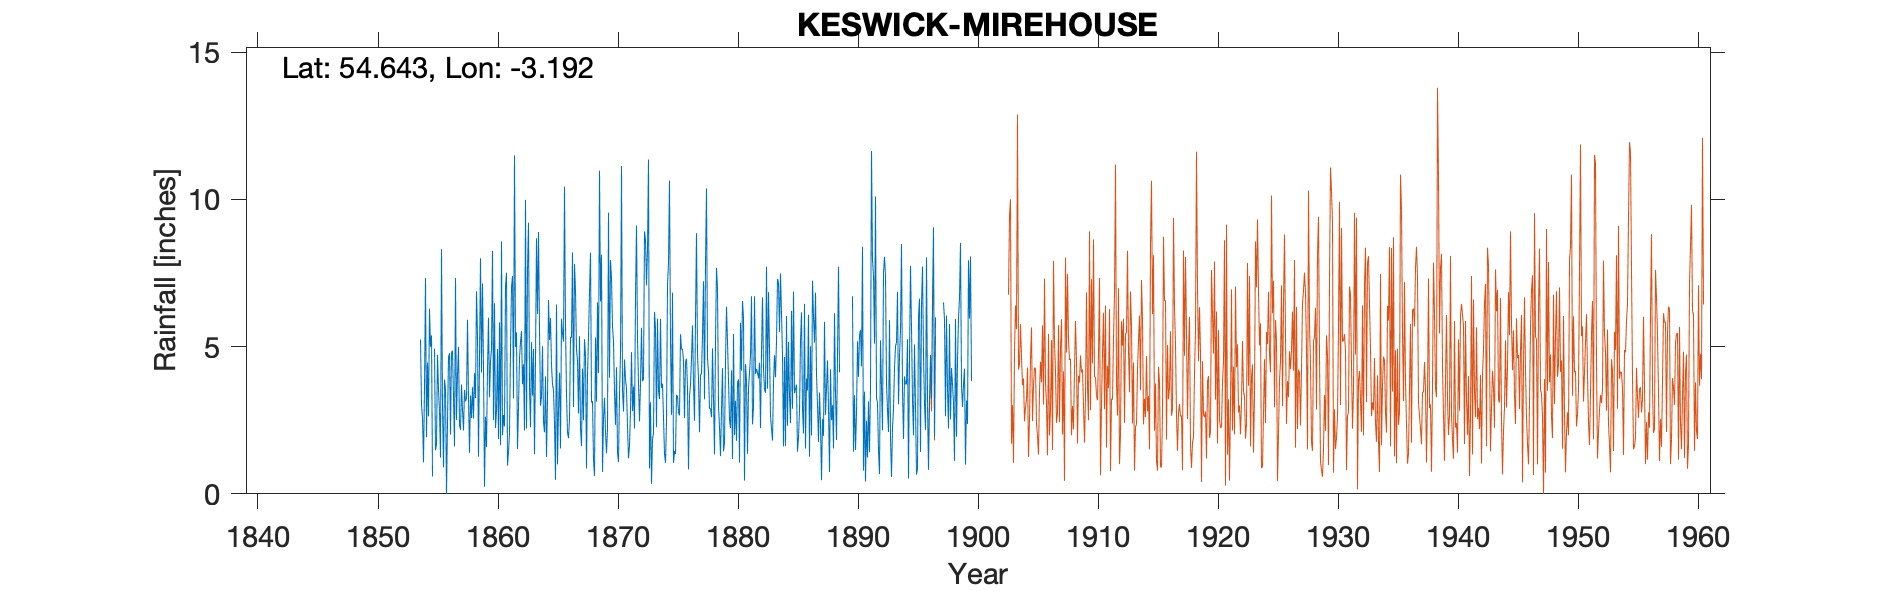 KESWICK-MIREHOUSE
Lat: 54.643, Lon: -3.192
Rainfall [inches]
15
10
5
0
1840 1850 1860 1870 1880 1890 1900 1910 1920 1930 1940 1950 1960
Year